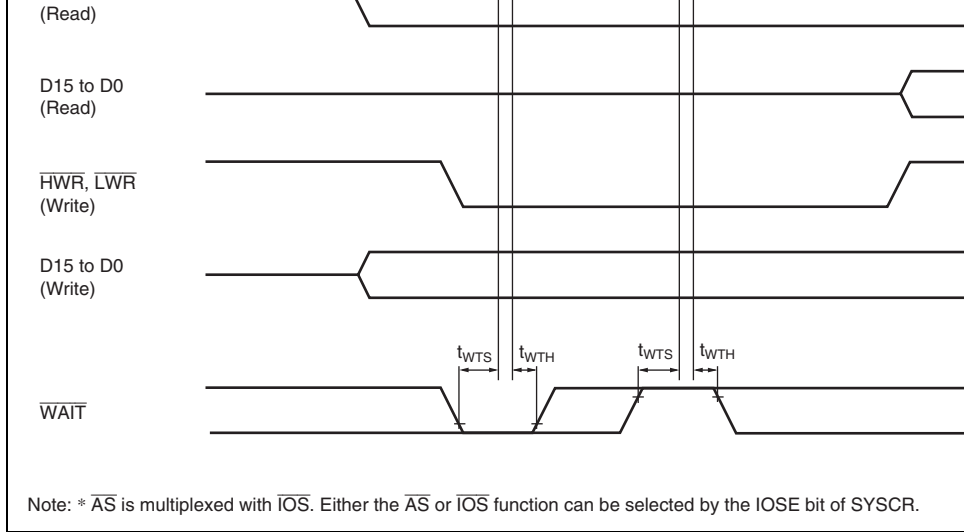 (Read)
D15 to D0
(Read)
HWR, LWR
(Write)
D15 to D0
(Write)
tWTS tWTH tWTS tWTH
WAIT
Note: * AS is multiplexed with IOS. Either the AS or IOS function can be selected by the IOSE bit of SYSCR.